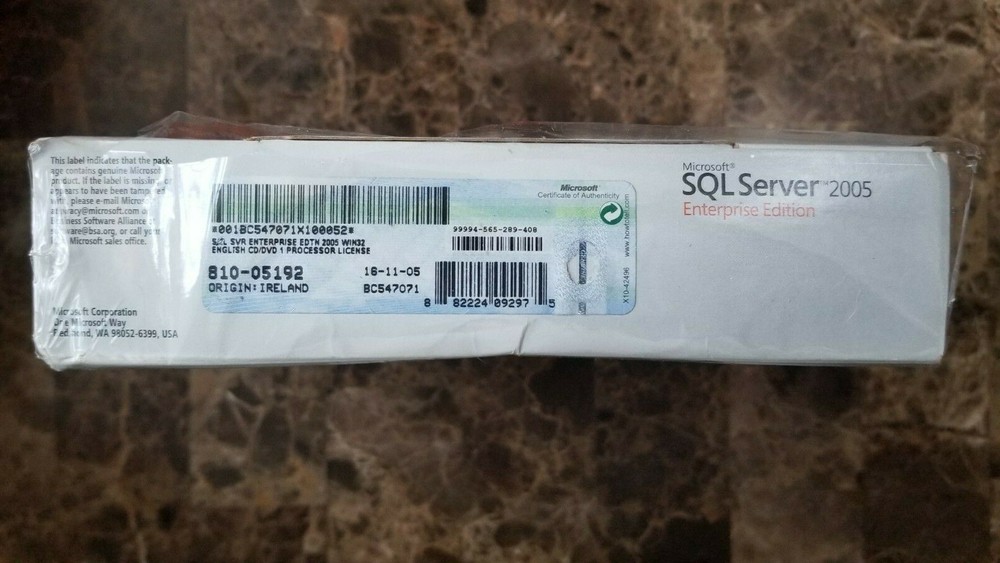 This label indicates that the pack-
age contains genuine Microsoft
product. If the label is missing or
appears to have been tampered
with, please e-mail
@microsoft.com
Business Software Alliance
@bsa.org, or call your
Microsoft sales office.
Microsoft Corporation
One Microsoft Way
Redmond, WA 98052-6399, USA
*001BC547071X100052*
SQL SVR ENTERPRISE EDTN 2005 WIN32
ENGLISH CD/DVD 1 PROCESSOR LICENSE
810-05192
ORIGIN: IRELAND
16-11-05
BC547071
Microsoft
Certificate of Authenticity
99994-565-289-408
8 82224 09297 5
X10-42496
Microsoft®
SQL Server™2005
Enterprise Edition